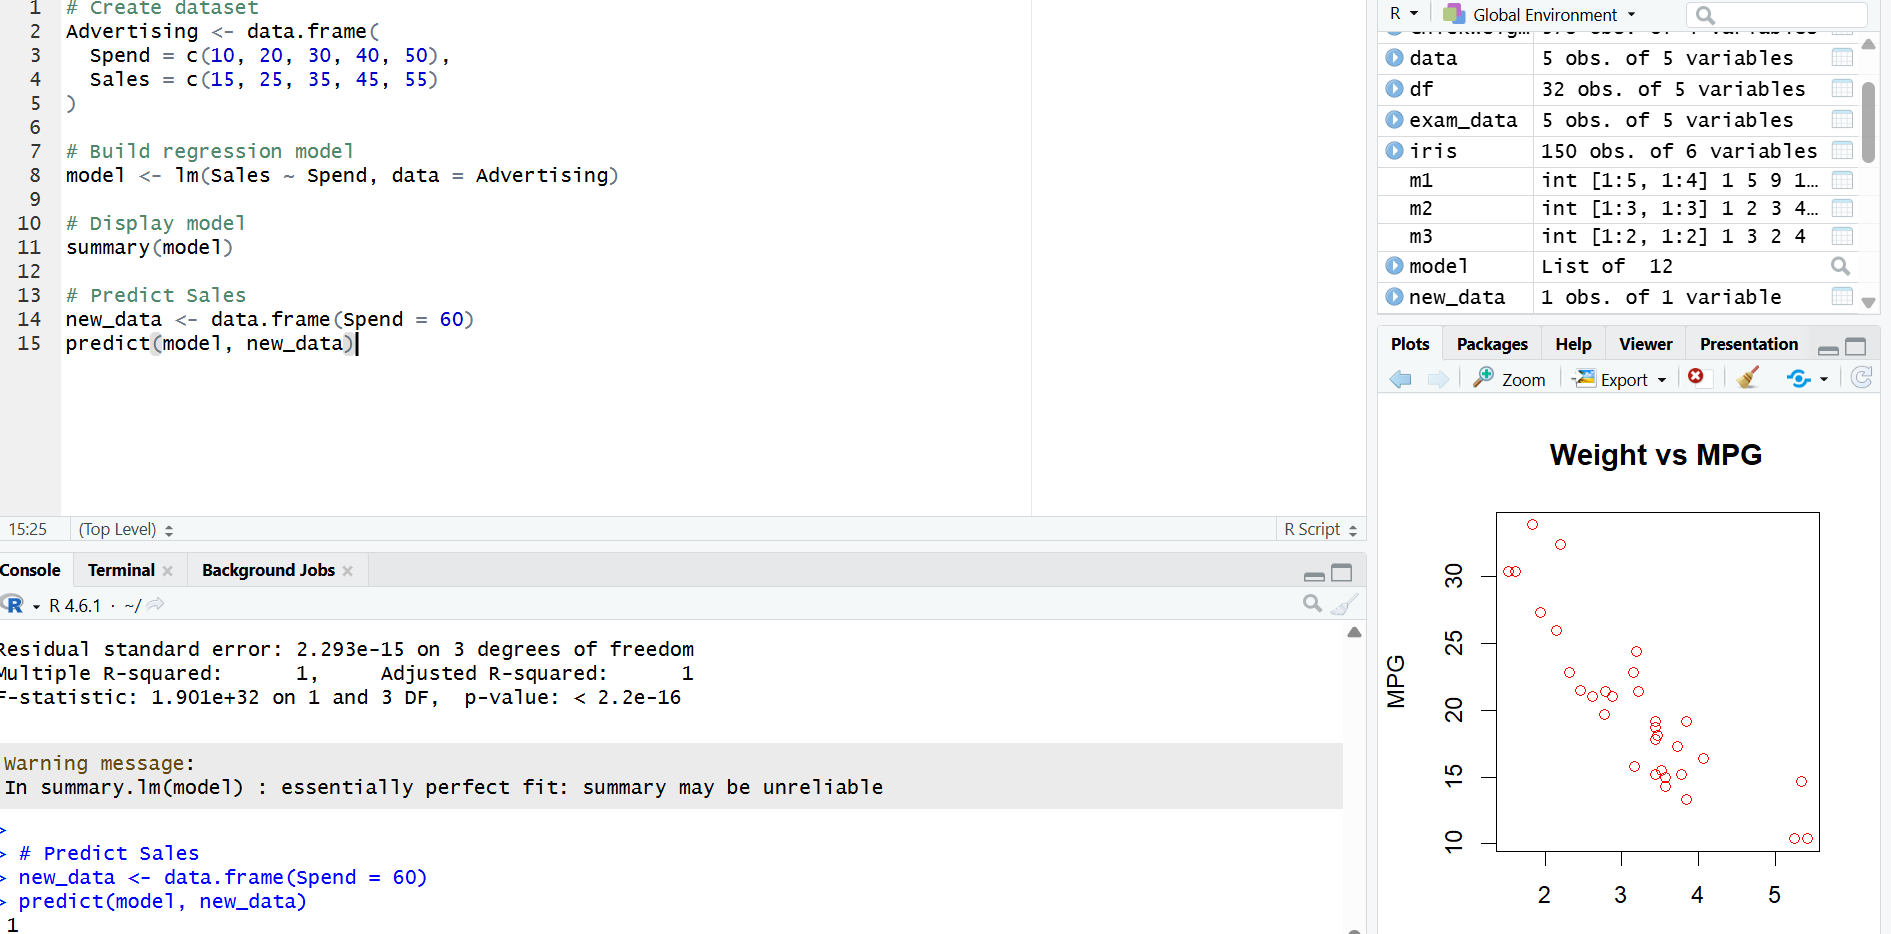 1 # Create dataset
2 Advertising <- data.frame(
3 Spend = c(10, 20, 30, 40, 50),
4 Sales = c(15, 25, 35, 45, 55)
5 )
6
7 # Build regression model
8 model <- lm(Sales ~ Spend, data = Advertising)
9
10 # Display model
11 summary(model)
12
13 # Predict Sales
14 new_data <- data.frame(Spend = 60)
15 predict(model, new_data)
15:25 (Top Level) R Script
Console Terminal Background Jobs
R R 4.6.1 · ~/
Residual standard error: 2.293e-15 on 3 degrees of freedom
Multiple R-squared: 1, Adjusted R-squared: 1
F-statistic: 1.901e+32 on 1 and 3 DF, p-value: < 2.2e-16
Warning message:
In summary.lm(model) : essentially perfect fit: summary may be unreliable
>
> # Predict Sales
> new_data <- data.frame(Spend = 60)
> predict(model, new_data)
1
R Global Environment
data 5 obs. of 5 variables
df 32 obs. of 5 variables
exam_data 5 obs. of 5 variables
iris 150 obs. of 6 variables
m1 int [1:5, 1:4] 1 5 9 1…
m2 int [1:3, 1:3] 1 2 3 4…
m3 int [1:2, 1:2] 1 3 2 4
model List of 12
new_data 1 obs. of 1 variable
Plots Packages Help Viewer Presentation
Zoom Export
Weight vs MPG
MPG
30
25
20
15
10
2 3 4 5